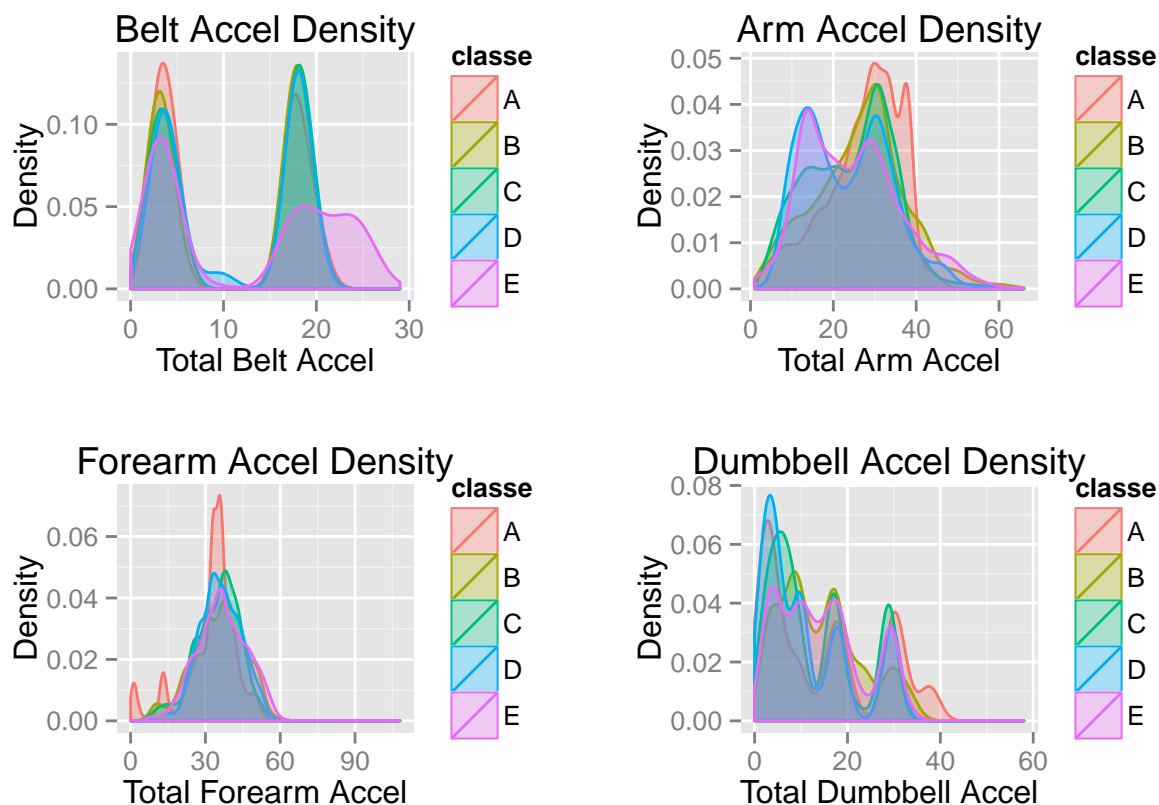 Belt Accel Density
Density
0.10
0.05
0.00
0
10
20
30
Total Belt Accel
classe
A
B
C
D
E
Arm Accel Density
Density
0.05
0.04
0.03
0.02
0.01
0.00
0
20
40
60
Total Arm Accel
classe
A
B
C
D
E
Forearm Accel Density
Density
0.06
0.04
0.02
0.00
0
30
60
90
Total Forearm Accel
classe
A
B
C
D
E
Dumbbell Accel Density
Density
0.08
0.06
0.04
0.02
0.00
0
20
40
60
Total Dumbbell Accel
classe
A
B
C
D
E